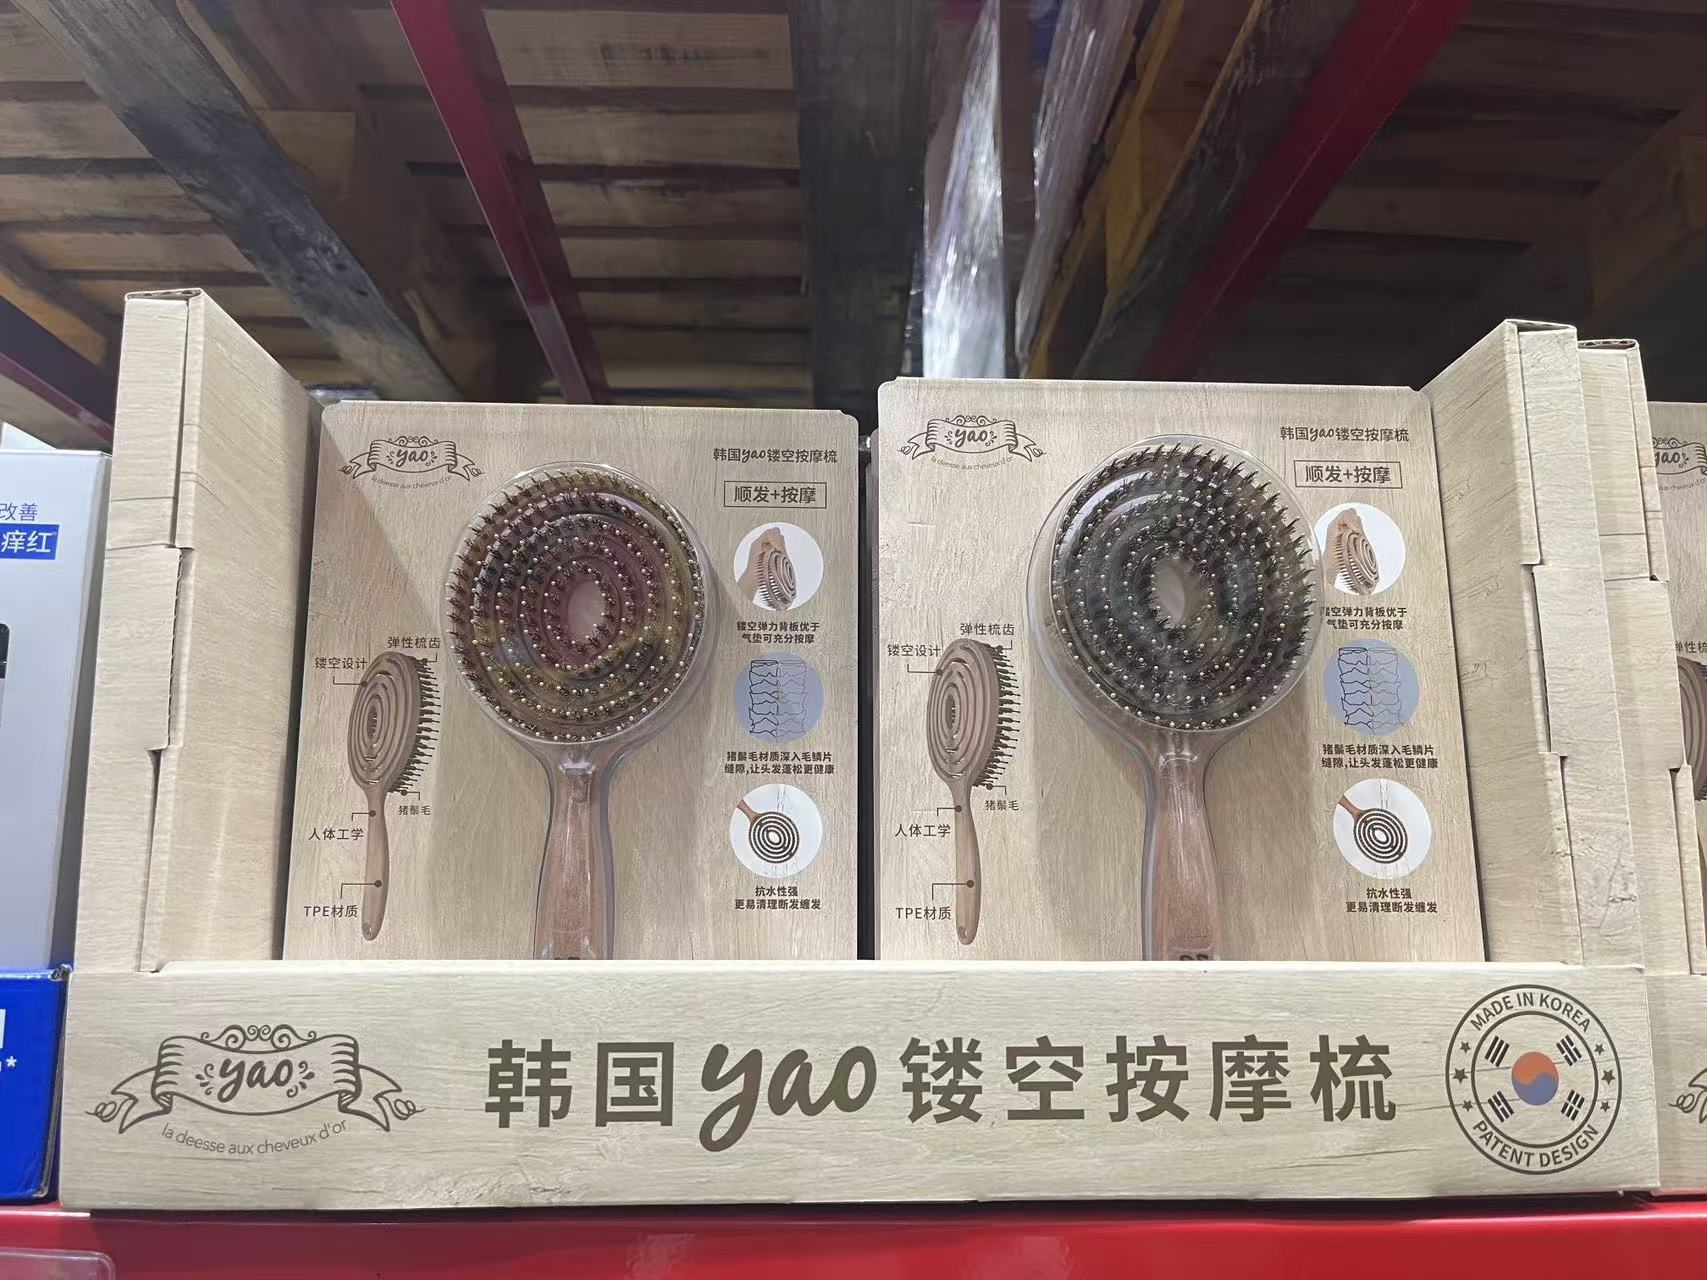 改善
痒红
yao
la deesse aux cheveux d'or
韩国yao镂空按摩梳
顺发+按摩
镂空弹力背板优于
气垫可充分按摩
弹性梳齿
镂空设计
猪鬃毛材质深入毛鳞片
缝隙,让头发蓬松更健康
猪鬃毛
人体工学
抗水性强
更易清理断发缠发
TPE材质
yao
la deesse aux cheveux d'or
韩国yao镂空按摩梳
顺发+按摩
镂空弹力背板优于
气垫可充分按摩
弹性梳齿
镂空设计
猪鬃毛材质深入毛鳞片
缝隙,让头发蓬松更健康
猪鬃毛
人体工学
抗水性强
更易清理断发缠发
TPE材质
yao
la deesse aux cheveux d'or
韩国yao镂空按摩梳
MADE IN KOREA
PATENT DESIGN